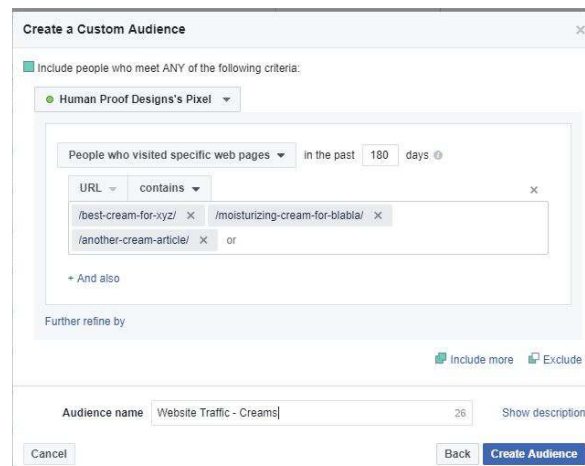 Create a Custom Audience
Include people who meet ANY of the following criteria:
Human Proof Designs's Pixel
People who visited specific web pages in the past 180 days
URL contains
/best-cream-for-xyz/ /moisturizing-cream-for-blabla/
/another-cream-article/ or
+ And also
Further refine by
Include more Exclude
Audience name Website Traffic - Creams 26 Show description
Cancel Back Create Audience